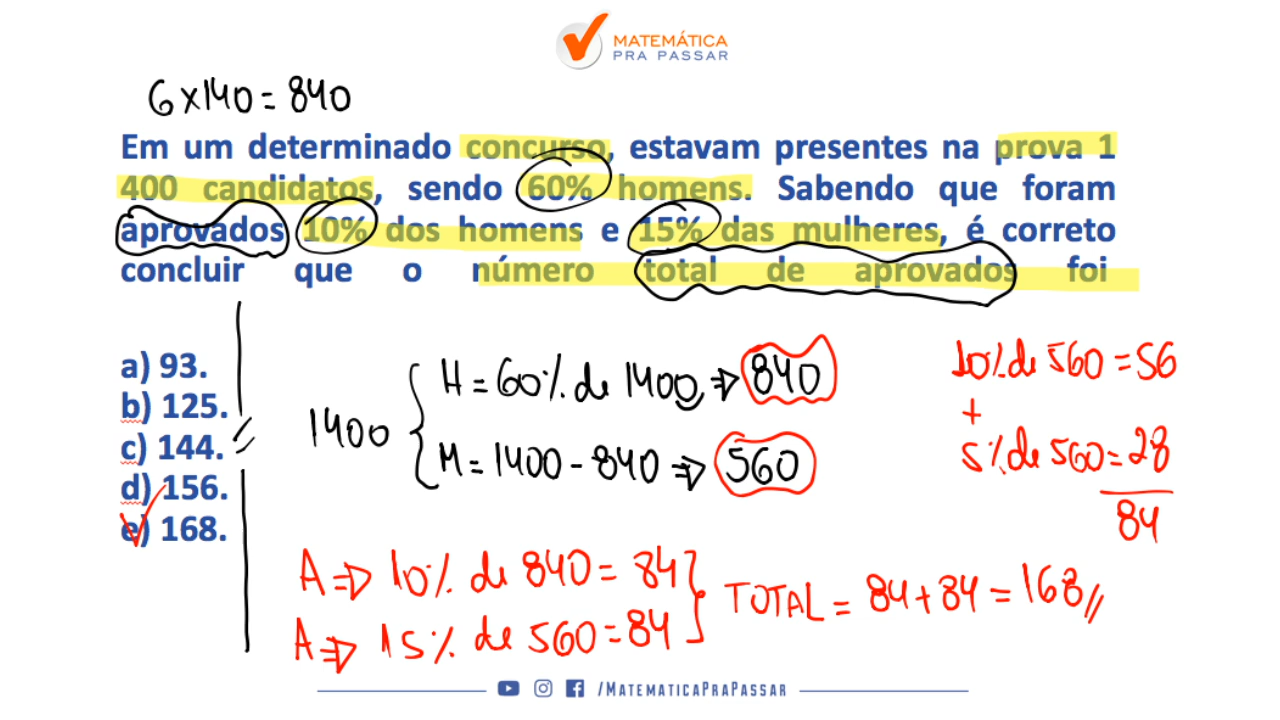 MATEMÁTICA
PRA PASSAR
6 x 140 = 840
Em um determinado concurso, estavam presentes na prova 1
400 candidatos, sendo 60% homens. Sabendo que foram
aprovados 10% dos homens e 15% das mulheres, é correto
concluir que o número total de aprovados foi
a) 93.
b) 125.
c) 144.
d) 156.
e) 168.
1400
H = 60% de 1400 ⇒ 840
M = 1400 - 840 ⇒ 560
10% de 560 = 56
+
5% de 560 = 28
84
A ⇒ 10% de 840 = 84
A ⇒ 15% de 560 = 84
TOTAL = 84 + 84 = 168 //
/MATEMATICAPRAPASSAR